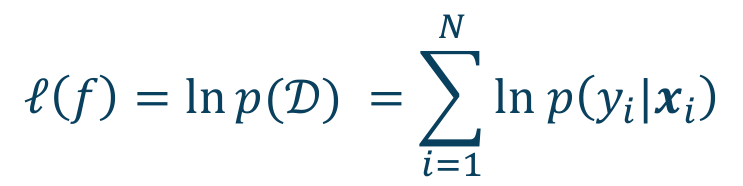 ℓ(f) = ln p(𝒟) = ∑_{i=1}^{N} ln p(y_i|𝒙_i)